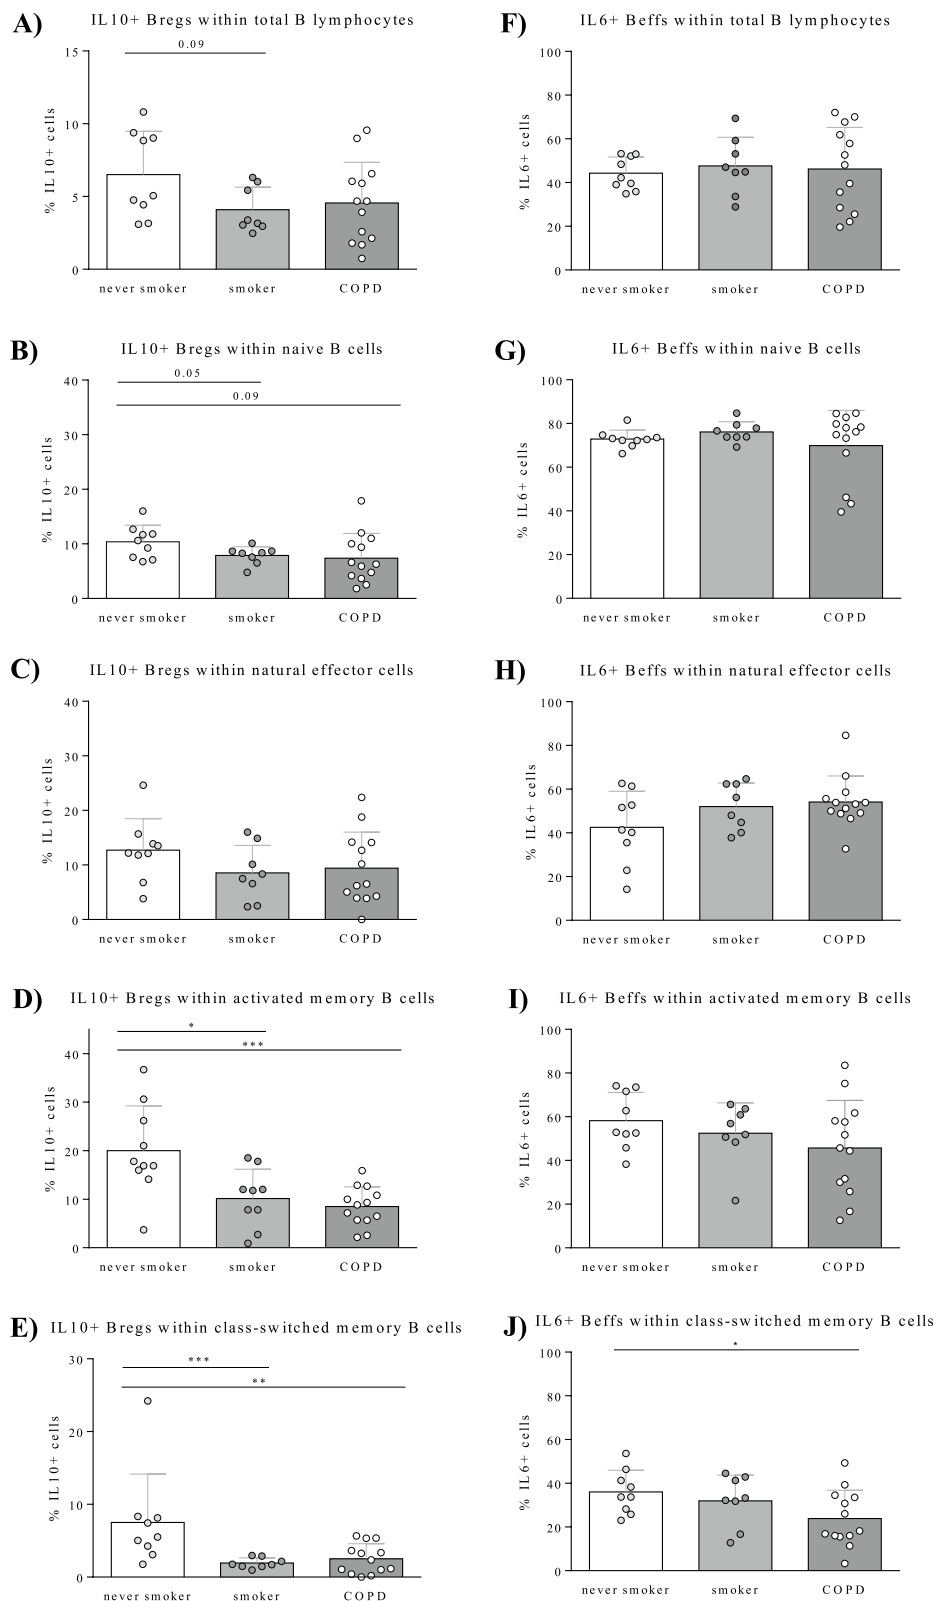 A) IL10+ Bregs within total B lymphocytes
0.09
% IL10+ cells
15
10
5
0
never smoker smoker COPD
F) IL6+ Beffs within total B lymphocytes
% IL6+ cells
100
80
60
40
20
0
never smoker smoker COPD
B) IL10+ Bregs within naive B cells
0.05
0.09
% IL10+ cells
40
30
20
10
0
never smoker smoker COPD
G) IL6+ Beffs within naive B cells
% IL6+ cells
100
80
60
40
20
0
never smoker smoker COPD
C) IL10+ Bregs within natural effector cells
% IL10+ cells
40
30
20
10
0
never smoker smoker COPD
H) IL6+ Beffs within natural effector cells
% IL6+ cells
100
80
60
40
20
0
never smoker smoker COPD
D) IL10+ Bregs within activated memory B cells
*
***
% IL10+ cells
40
30
20
10
0
never smoker smoker COPD
I) IL6+ Beffs within activated memory B cells
% IL6+ cells
100
80
60
40
20
0
never smoker smoker COPD
E) IL10+ Bregs within class-switched memory B cells
***
**
% IL10+ cells
30
20
10
0
never smoker smoker COPD
J) IL6+ Beffs within class-switched memory B cells
*
% IL6+ cells
100
80
60
40
20
0
never smoker smoker COPD